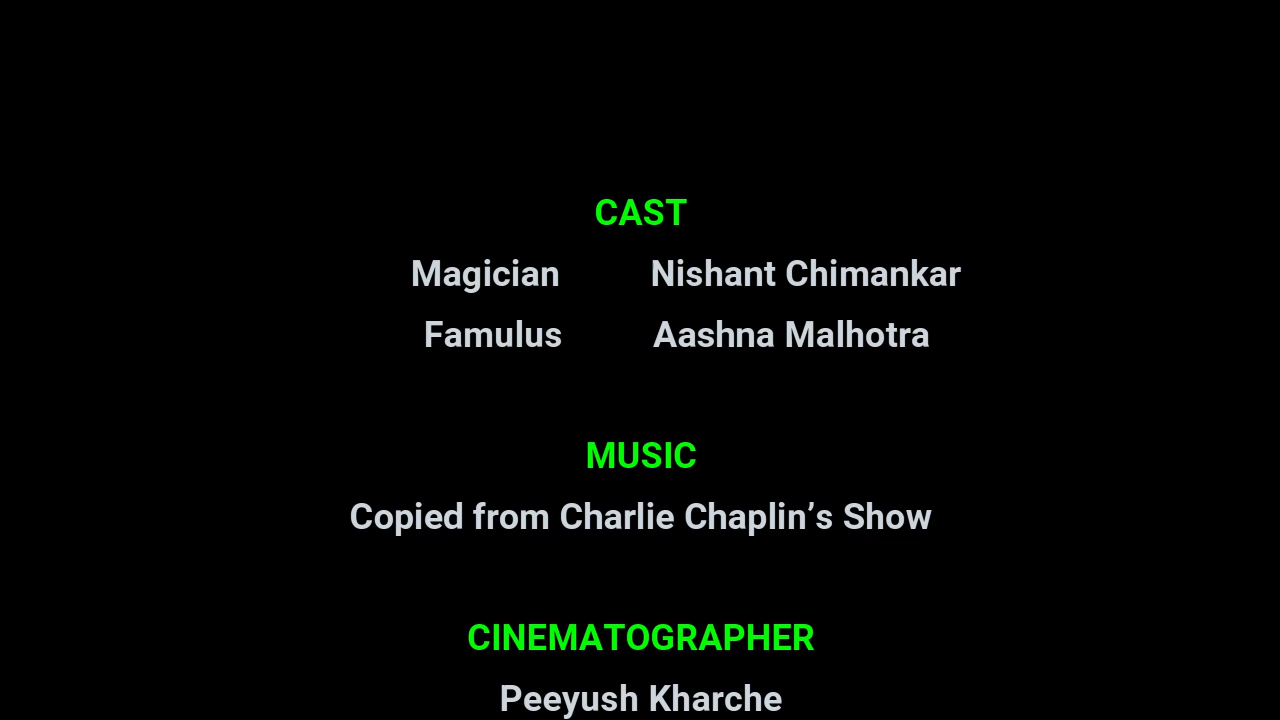 CAST
Magician Nishant Chimankar
Famulus Aashna Malhotra
MUSIC
Copied from Charlie Chaplin’s Show
CINEMATOGRAPHER
Peeyush Kharche